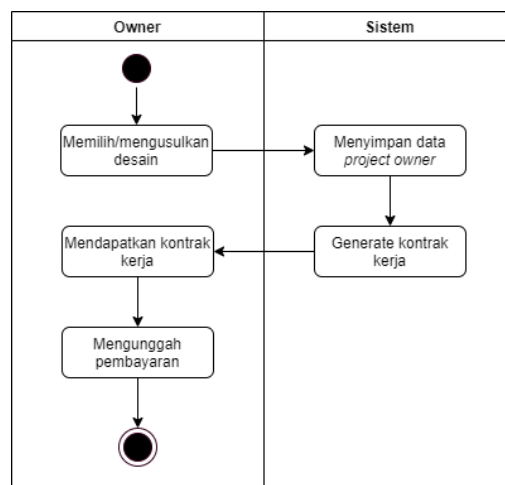 Owner
Sistem
Memilih/mengusulkan
desain
Menyimpan data
project owner
Mendapatkan kontrak
kerja
Generate kontrak
kerja
Mengunggah
pembayaran